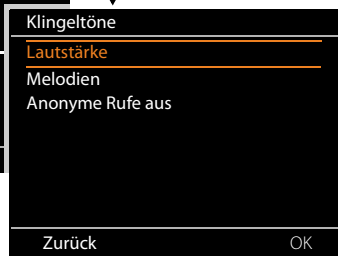 Klingeltöne
Lautstärke
Melodien
Anonyme Rufe aus
Zurück OK